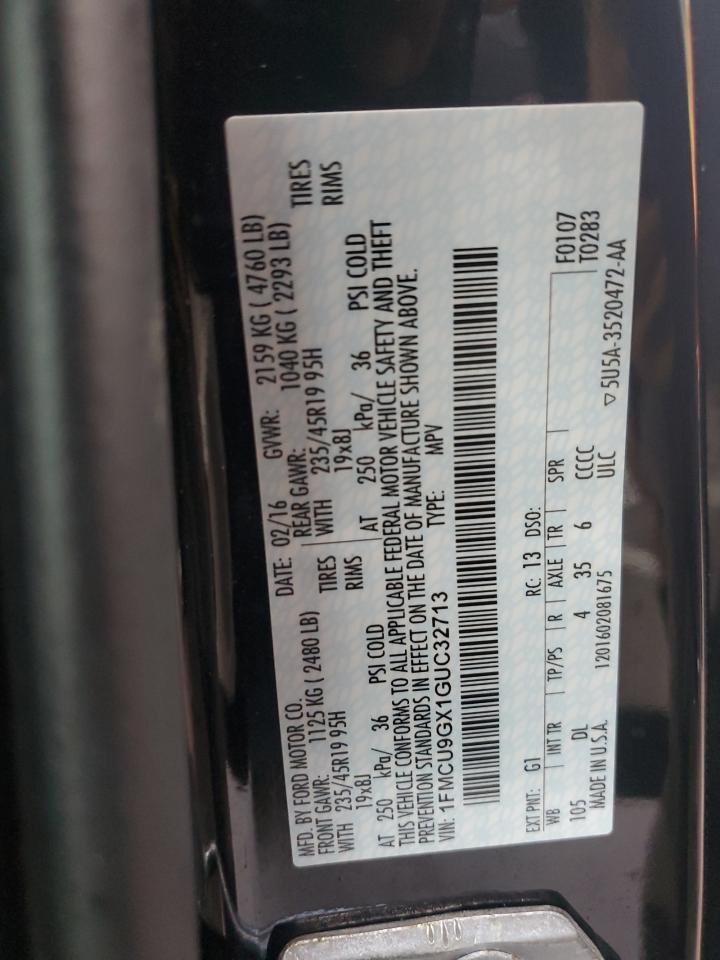 MFD. BY FORD MOTOR CO. DATE: 02/16 GVWR: 2159 KG ( 4760 LB)
FRONT GAWR: 1125 KG ( 2480 LB) REAR GAWR: 1040 KG ( 2293 LB)
WITH 235/45R19 95H TIRES WITH 235/45R19 95H TIRES
19x8J RIMS 19x8J RIMS
AT 250 kPa/ 36 PSI COLD AT 250 kPa/ 36 PSI COLD
THIS VEHICLE CONFORMS TO ALL APPLICABLE FEDERAL MOTOR VEHICLE SAFETY AND THEFT
PREVENTION STANDARDS IN EFFECT ON THE DATE OF MANUFACTURE SHOWN ABOVE.
VIN: 1FMCU9GX1GUC32713 TYPE: MPV
EXT PNT: G1 RC: 13 DSO: F0107
WB INT TR TP/PS R AXLE TR SPR T0283
105 DL 4 35 6 CCCC
MADE IN U.S.A. 1201602081675 ULC ▽5U5A-3520472-AA